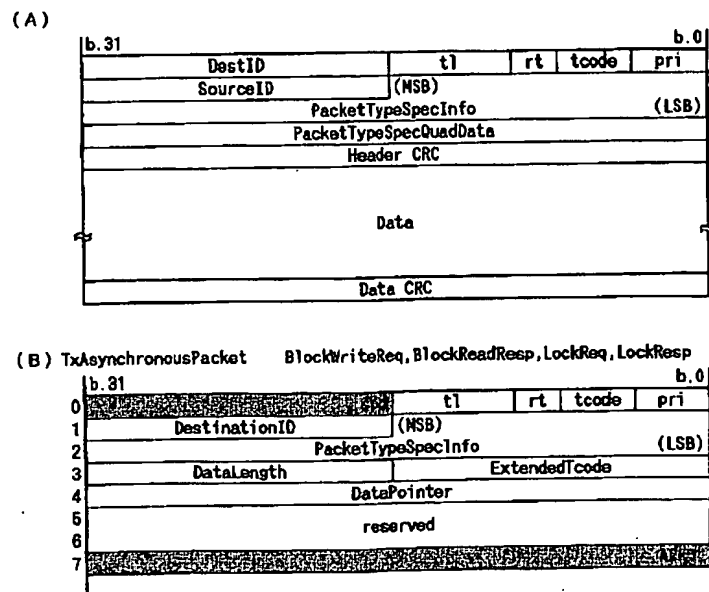 (A)
b.31 b.0
DestID tl rt tcode pri
SourceID (MSB)
PacketTypeSpecInfo (LSB)
PacketTypeSpecQuadData
Header CRC
Data
Data CRC
(B) TxAsynchronousPacket BlockWriteReq,BlockReadResp,LockReq,LockResp
b.31 b.0
0 tl rt tcode pri
1 DestinationID (MSB)
2 PacketTypeSpecInfo (LSB)
3 DataLength ExtendedTcode
4 DataPointer
5
reserved
6
7